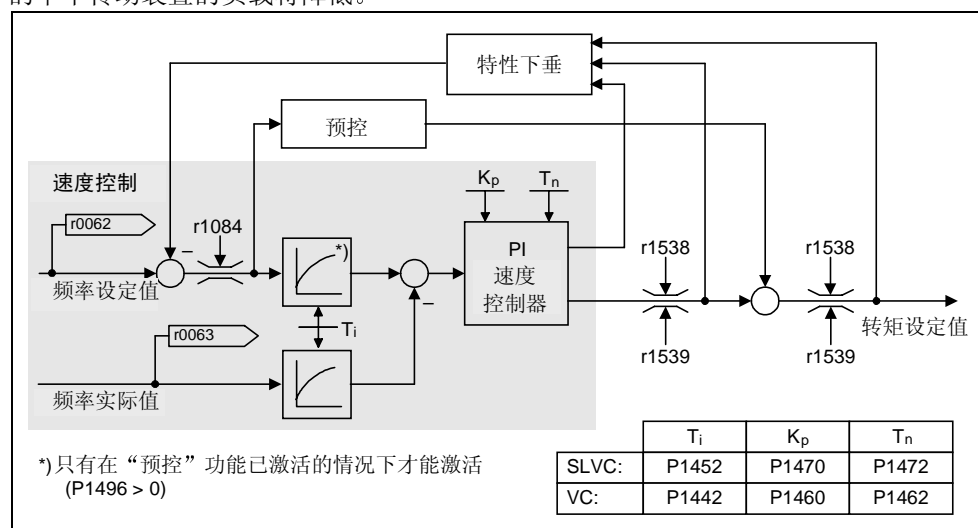 的单个传动装置的负载将降低。
特性下垂
预控
速度控制
Kp Tn
r0062
r1084
–
*)
PI
速度
控制器
r1538
r1538
频率设定值
–
r0063
Ti
转矩设定值
r1539
r1539
频率实际值
*)只有在“预控”功能已激活的情况下才能激活
(P1496 > 0)
Ti Kp Tn
SLVC: P1452 P1470 P1472
VC: P1442 P1460 P1462